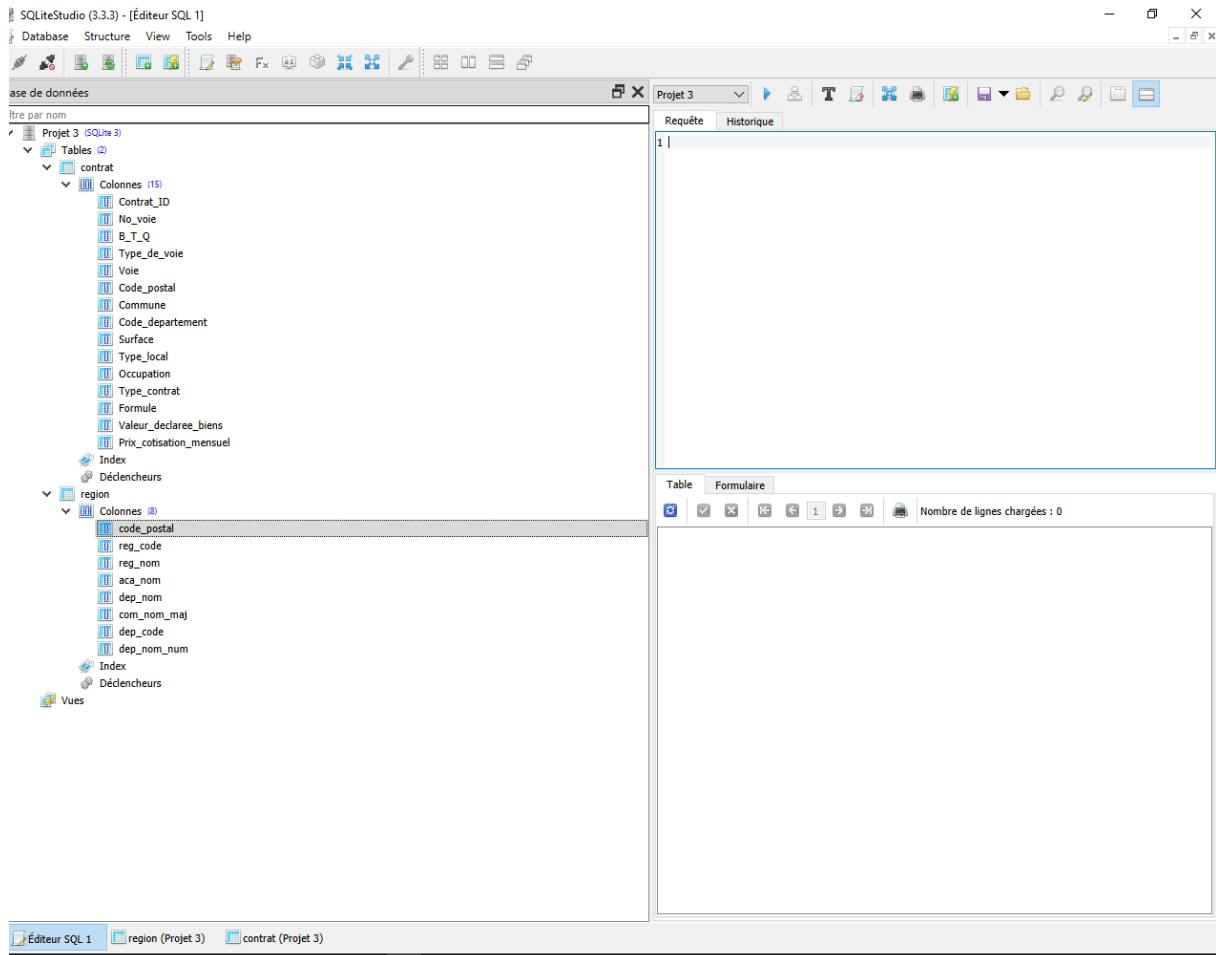 SQLiteStudio (3.3.3) - [Éditeur SQL 1]
Database Structure View Tools Help
ase de données
ltre par nom
Projet 3 (SQLite 3)
Tables (2)
contrat
Colonnes (15)
Contrat_ID
No_voie
B_T_Q
Type_de_voie
Voie
Code_postal
Commune
Code_departement
Surface
Type_local
Occupation
Type_contrat
Formule
Valeur_declaree_biens
Prix_cotisation_mensuel
Index
Déclencheurs
region
Colonnes (8)
code_postal
reg_code
reg_nom
aca_nom
dep_nom
com_nom_maj
dep_code
dep_nom_num
Index
Déclencheurs
Vues
Projet 3
Requête Historique
1
Table Formulaire
1 Nombre de lignes chargées : 0
Éditeur SQL 1 region (Projet 3) contrat (Projet 3)